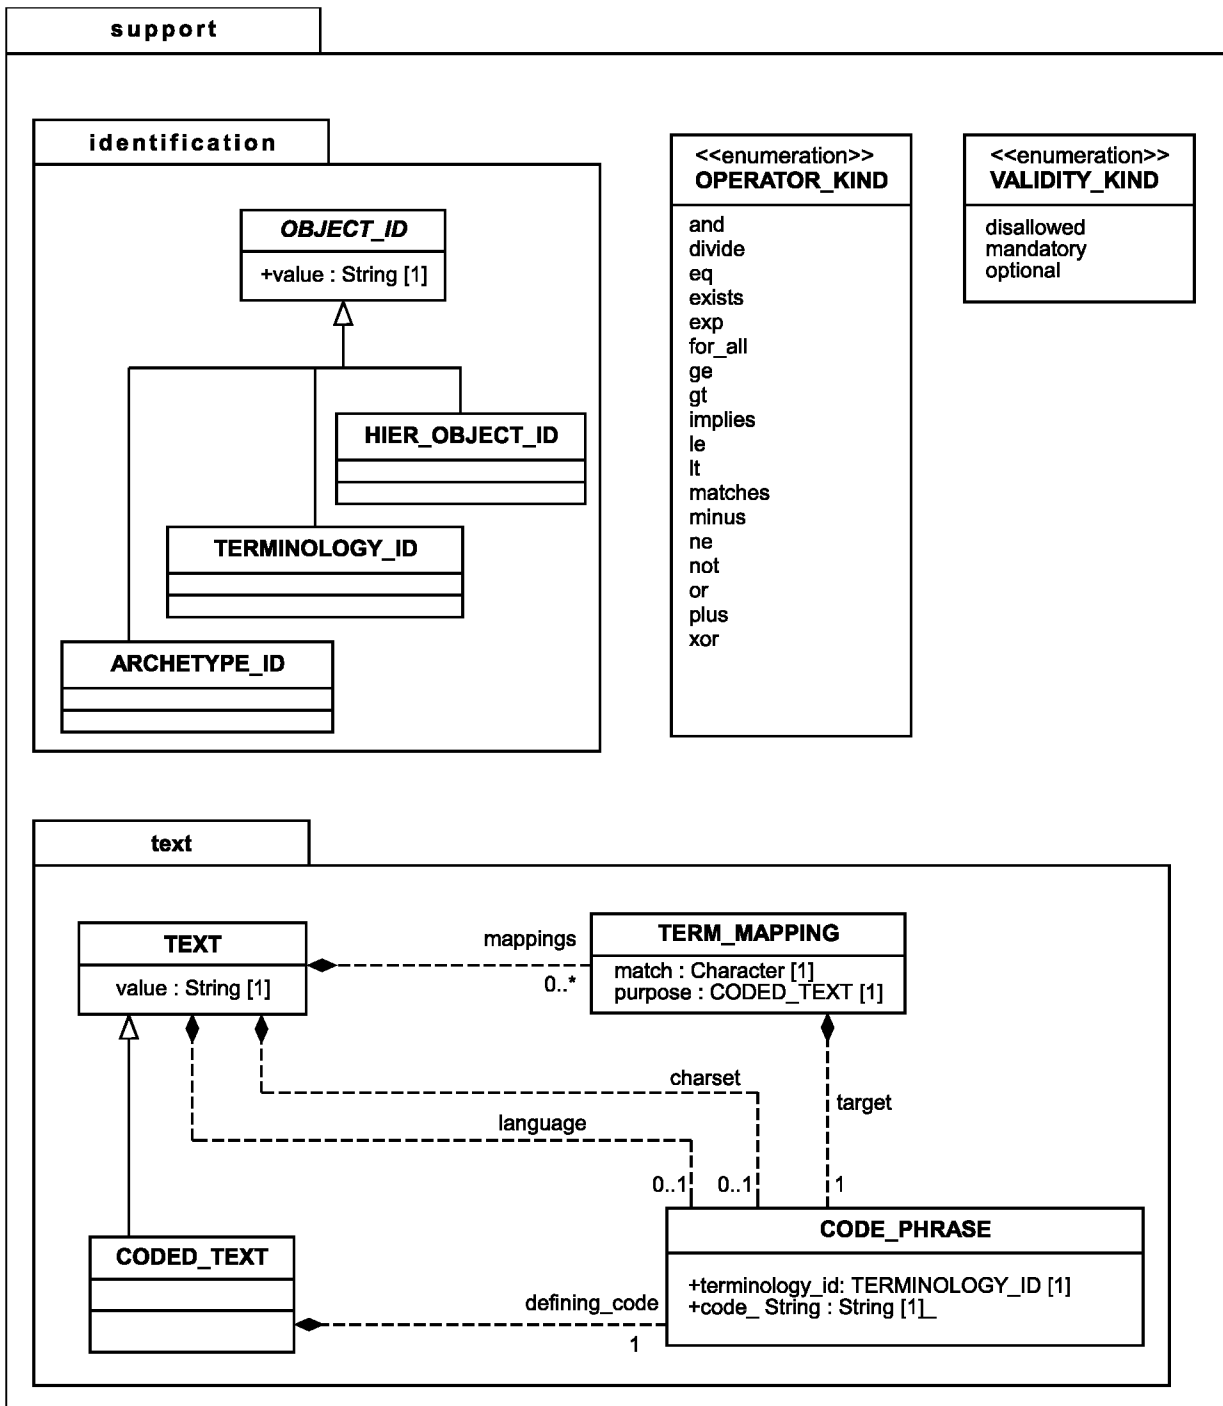 support
identification
OBJECT_ID
+value : String [1]
HIER_OBJECT_ID
TERMINOLOGY_ID
ARCHETYPE_ID
<<enumeration>>
OPERATOR_KIND
and
divide
eq
exists
exp
for_all
ge
gt
implies
le
lt
matches
minus
ne
not
or
plus
xor
<<enumeration>>
VALIDITY_KIND
disallowed
mandatory
optional
text
TEXT
value : String [1]
mappings
0..*
TERM_MAPPING
match : Character [1]
purpose : CODED_TEXT [1]
charset
language
target
0..1
0..1
1
CODED_TEXT
defining_code
1
CODE_PHRASE
+terminology_id: TERMINOLOGY_ID [1]
+code_ String : String [1]_